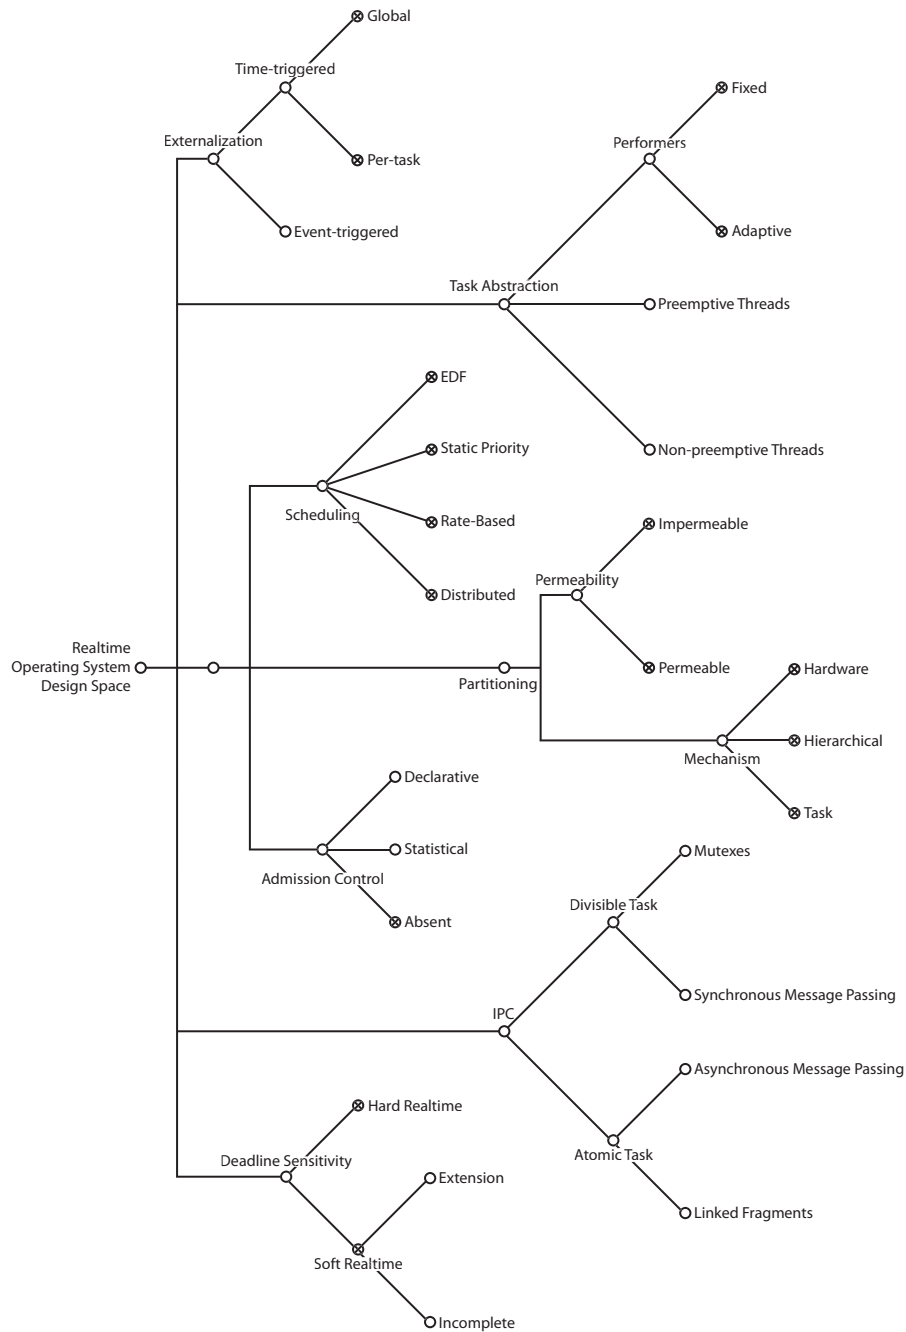 Global
Time-triggered
Fixed
Externalization
Performers
Per-task
Event-triggered
Adaptive
Task Abstraction
Preemptive Threads
EDF
Static Priority
Non-preemptive Threads
Scheduling
Rate-Based
Impermeable
Permeability
Distributed
Realtime
Operating System
Design Space
Partitioning
Permeable
Hardware
Hierarchical
Mechanism
Declarative
Task
Statistical
Mutexes
Admission Control
Divisible Task
Absent
Synchronous Message Passing
IPC
Asynchronous Message Passing
Hard Realtime
Atomic Task
Deadline Sensitivity
Extension
Linked Fragments
Soft Realtime
Incomplete